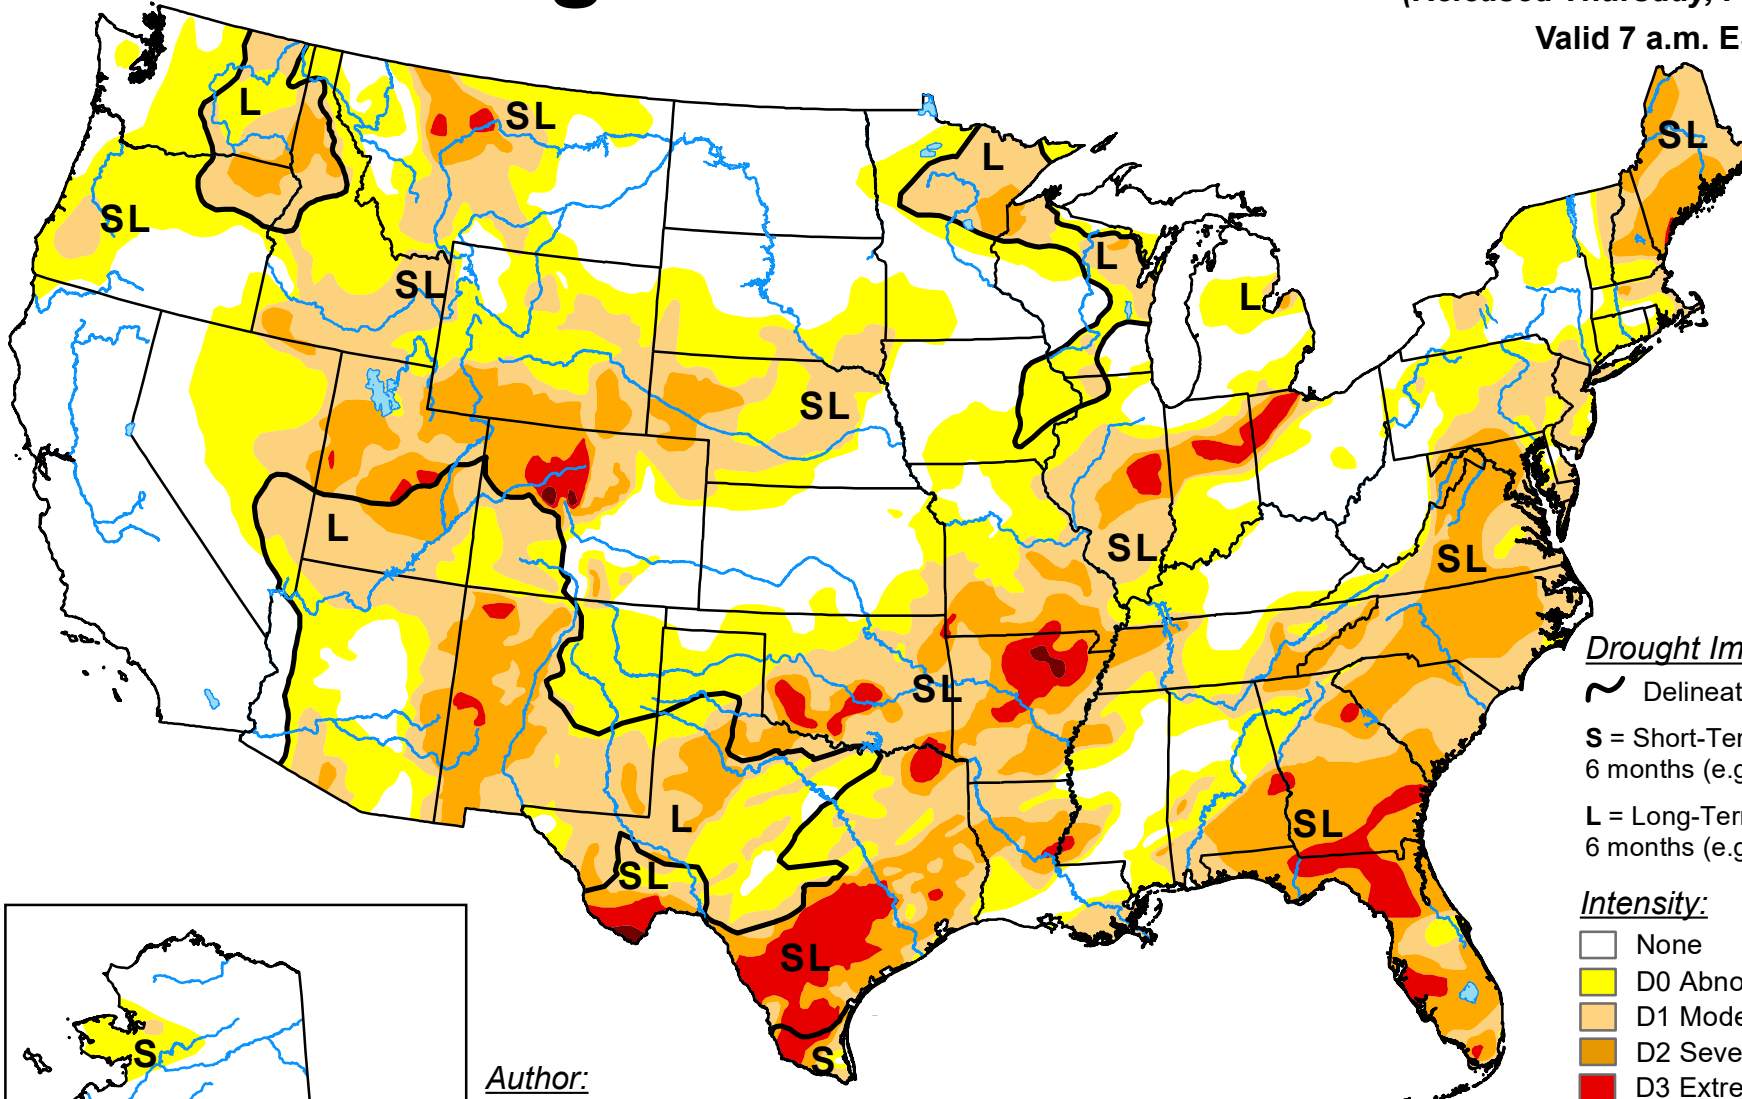 Valid 7 a.m.
L
SL
L
SL
SL
SL
L
SL
L
L
SL
L
SL
SL
SL
L
SL
SL
SL
S
S
Author:
Drought
Delineat
S = Short-Ter
6 months (e.g
L = Long-Ter
6 months (e.g
Intensity:
None
D0 Abno
D1 Mode
D2 Seve
D3 Extre